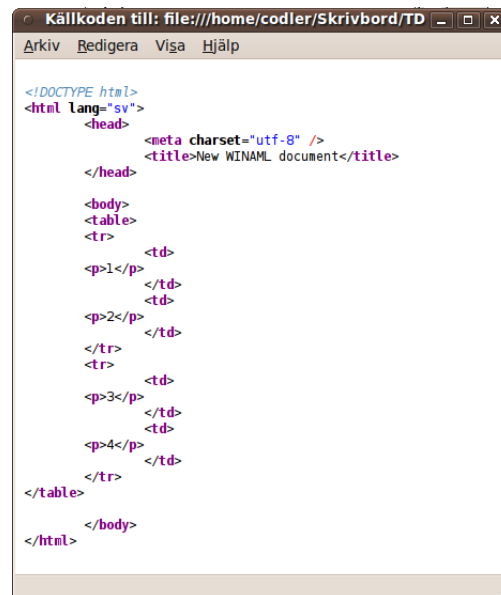 Källkoden till: file:///home/codler/Skrivbord/TD
Arkiv Redigera Visa Hjälp
<!DOCTYPE html>
<html lang="sv">
<head>
<meta charset="utf-8" />
<title>New WINAML document</title>
</head>
<body>
<table>
<tr>
<td>
<p>1</p>
</td>
<td>
<p>2</p>
</td>
</tr>
<tr>
<td>
<p>3</p>
</td>
<td>
<p>4</p>
</td>
</tr>
</table>
</body>
</html>